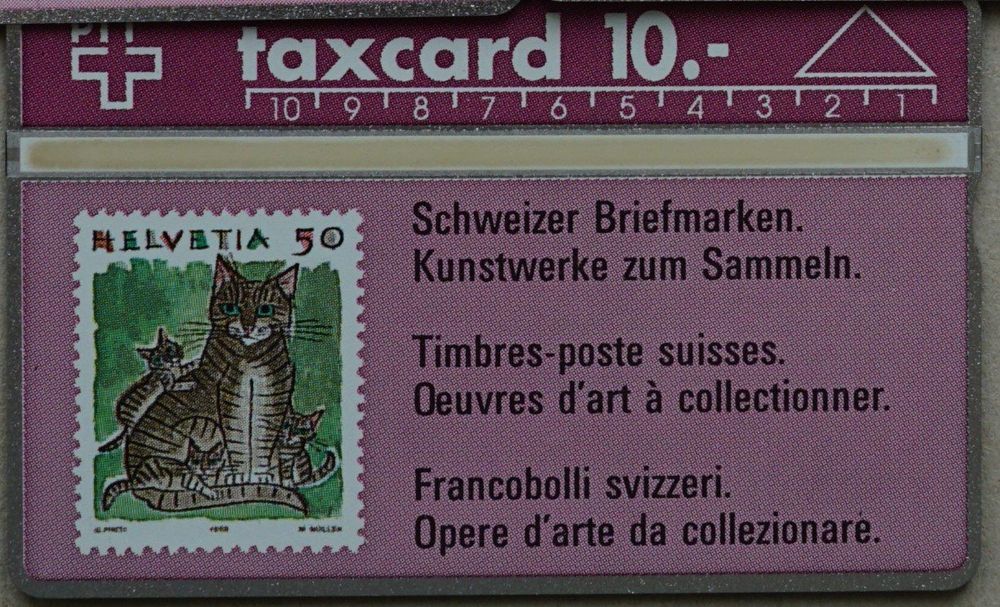 PTT
taxcard 10.-
10 9 8 7 6 5 4 3 2 1
HELVETIA 50
Schweizer Briefmarken.
Kunstwerke zum Sammeln.
Timbres-poste suisses.
Oeuvres d'art à collectionner.
Francobolli svizzeri.
Opere d'arte da collezionare.